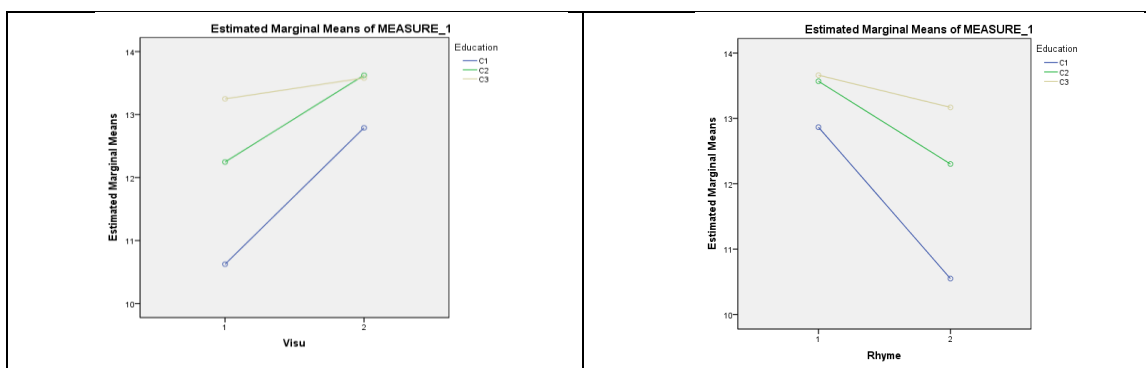 Estimated Marginal Means of MEASURE_1
Education
C1
C2
C3
14
13
12
11
10
Estimated Marginal Means
1
2
Visu
Estimated Marginal Means of MEASURE_1
Education
C1
C2
C3
14
13
12
11
10
Estimated Marginal Means
1
2
Rhyme